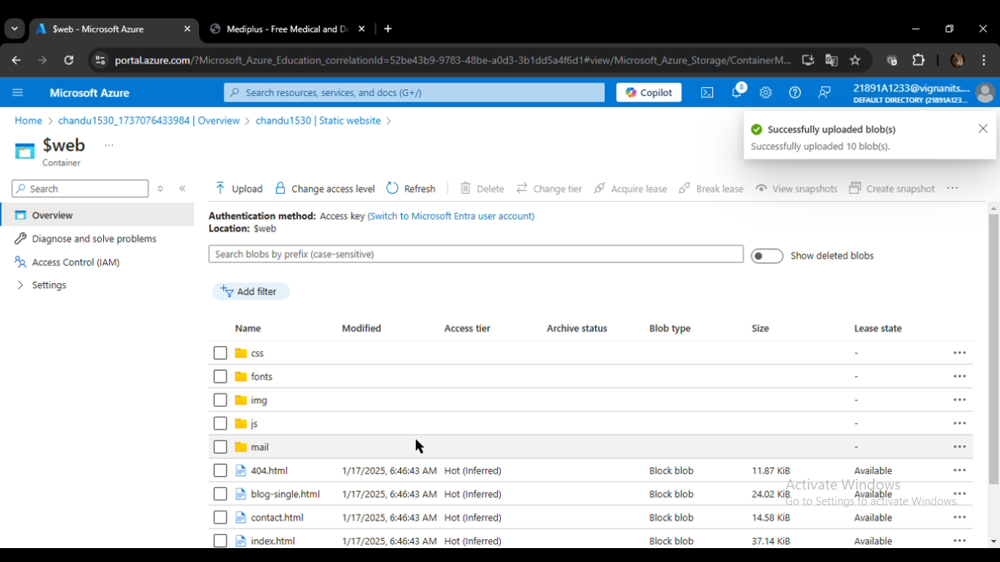 $web - Microsoft Azure
Mediplus - Free Medical and D
portal.azure.com/?Microsoft_Azure_Education_correlationId=52be43b9-9783-48be-a0d3-3b1dd5a4f6d1#view/Microsoft_Azure_Storage/ContainerM...
Microsoft Azure
Search resources, services, and docs (G+/)
Copilot
8
21891A1233@vignanits....
DEFAULT DIRECTORY (21891A123...
Home > chandu1530_1737076433984 | Overview > chandu1530 | Static website >
Successfully uploaded blob(s)
Successfully uploaded 10 blob(s).
$web ...
Container
Search
Upload Change access level Refresh Delete Change tier Acquire lease Break lease View snapshots Create snapshot ...
Overview
Diagnose and solve problems
Access Control (IAM)
Settings
Authentication method: Access key (Switch to Microsoft Entra user account)
Location: $web
Search blobs by prefix (case-sensitive)
Show deleted blobs
Add filter
Name Modified Access tier Archive status Blob type Size Lease state
css - ...
fonts - ...
img - ...
js - ...
mail - ...
404.html 1/17/2025, 6:46:43 AM Hot (Inferred) Block blob 11.87 KiB Available ...
blog-single.html 1/17/2025, 6:46:43 AM Hot (Inferred) Block blob 24.02 KiB Available ...
contact.html 1/17/2025, 6:46:43 AM Hot (Inferred) Block blob 14.58 KiB Available ...
index.html 1/17/2025, 6:46:43 AM Hot (Inferred) Block blob 37.14 KiB Available ...
Activate Windows
Go to Settings to activate Windows.